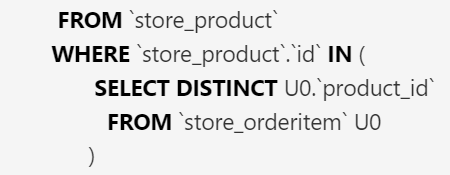 FROM `store_product`
WHERE `store_product`.`id` IN (
SELECT DISTINCT U0.`product_id`
FROM `store_orderitem` U0
)